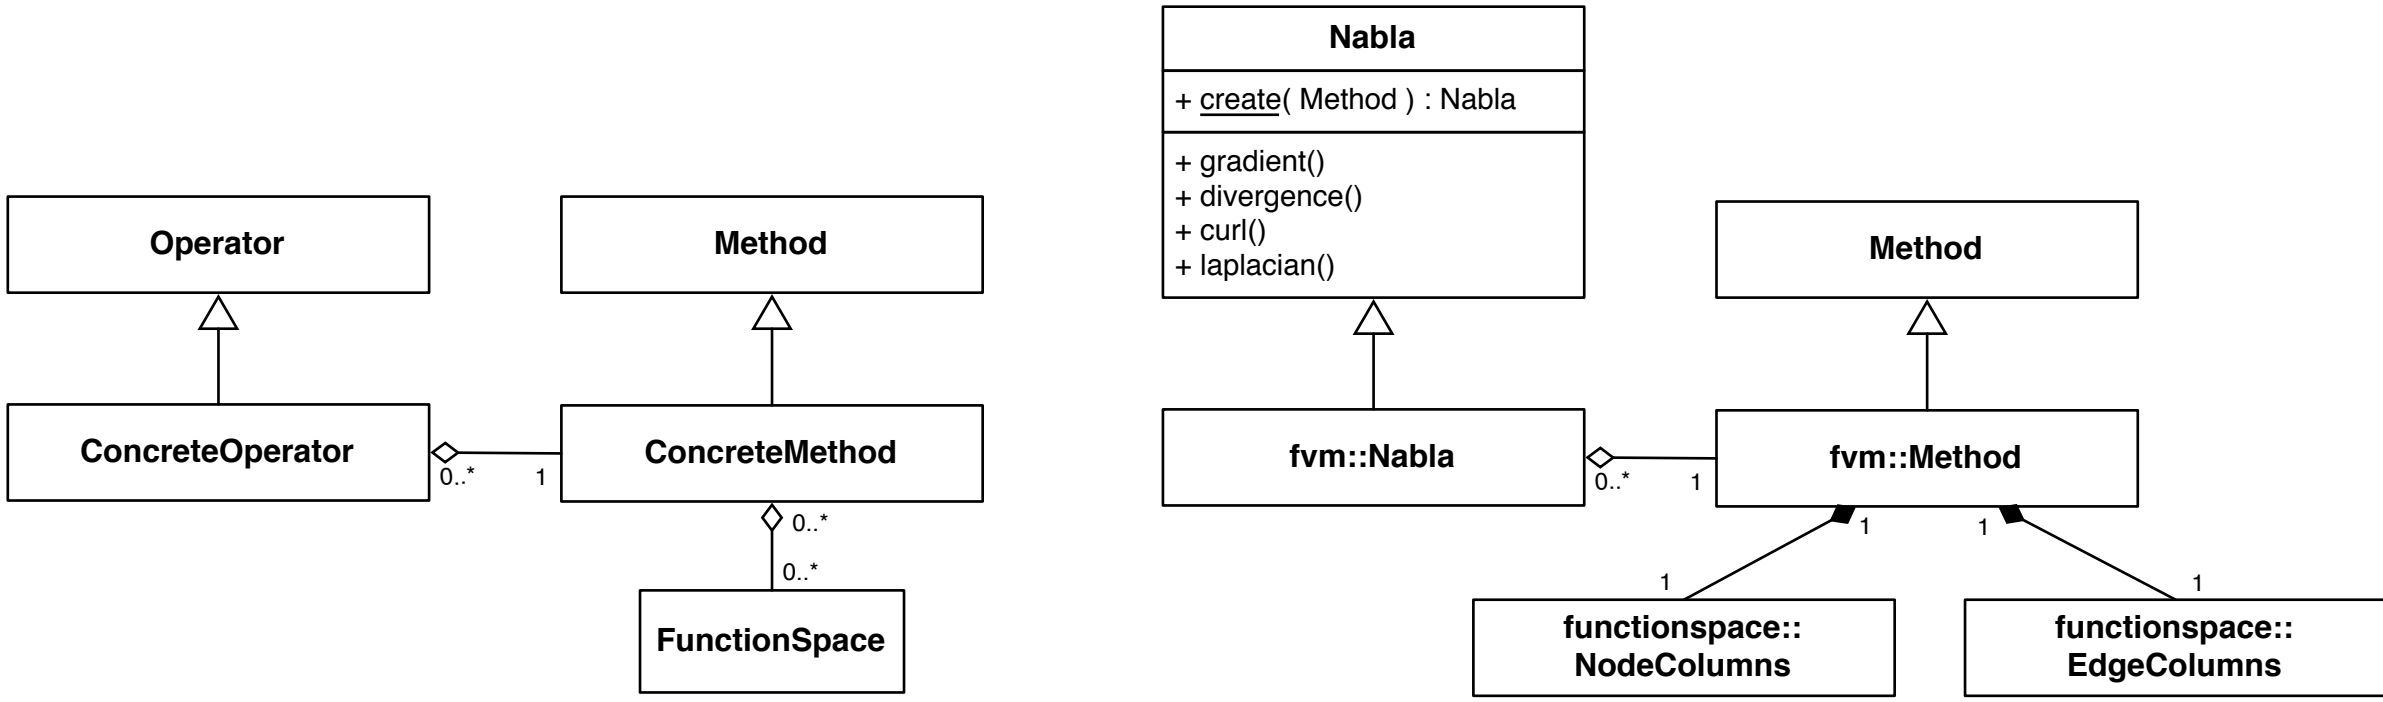 Operator
Method
ConcreteOperator
0..*
1
ConcreteMethod
0..*
0..*
FunctionSpace
Nabla
+ create( Method ) : Nabla
+ gradient()
+ divergence()
+ curl()
+ laplacian()
Method
fvm::Nabla
0..*
1
fvm::Method
1
1
1
1
functionspace::
NodeColumns
functionspace::
EdgeColumns